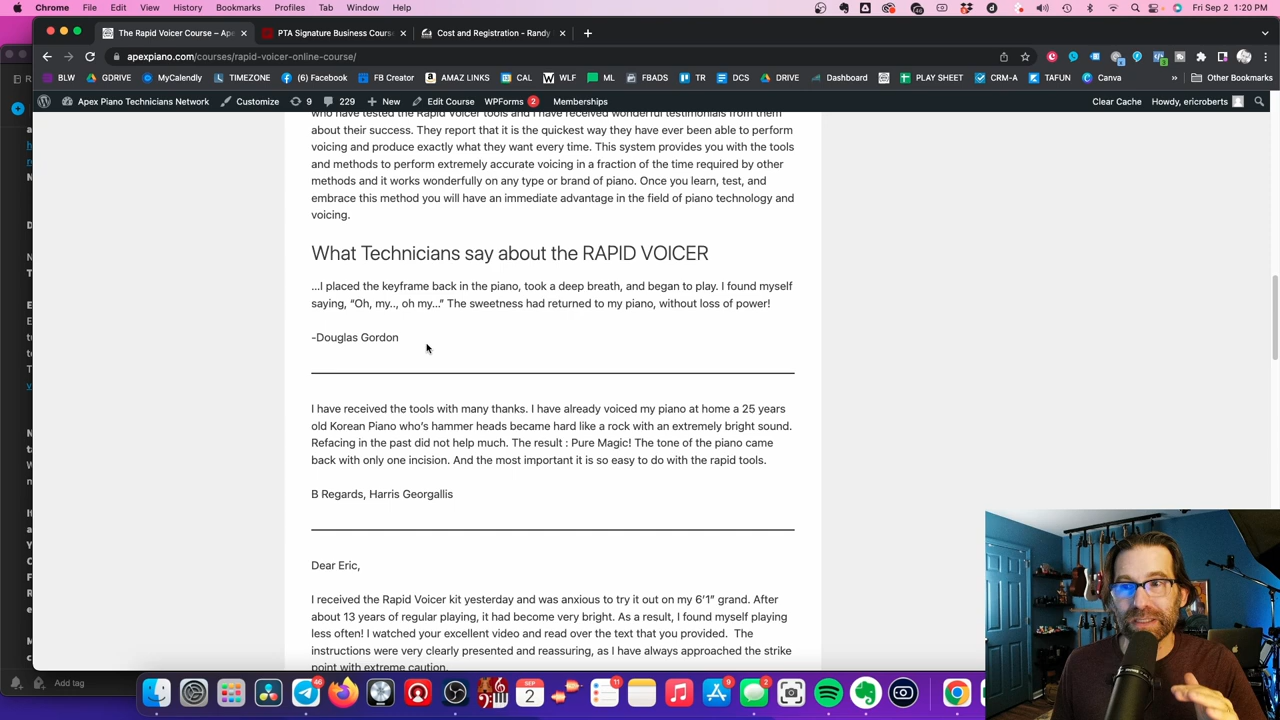 Chrome File Edit View History Bookmarks Profiles Tab Window Help Fri Sep 2 1:20 PM
The Rapid Voicer Course – Ape × PTA Signature Business Cours × Cost and Registration - Randy × +
apexpiano.com/courses/rapid-voicer-online-course/
BLW GDRIVE MyCalendly TIMEZONE (6) Facebook FB Creator AMAZ LINKS CAL WLF ML FBADS TR DCS DRIVE Dashboard PLAY SHEET CRM-A TAFUN Canva » Other Bookmarks
Apex Piano Technicians Network Customize 9 229 + New Edit Course WPForms 2 Memberships Clear Cache Howdy, ericroberts
who have tested the Rapid Voicer tools and I have received wonderful testimonials from them
about their success. They report that it is the quickest way they have ever been able to perform
voicing and produce exactly what they want every time. This system provides you with the tools
and methods to perform extremely accurate voicing in a fraction of the time required by other
methods and it works wonderfully on any type or brand of piano. Once you learn, test, and
embrace this method you will have an immediate advantage in the field of piano technology and
voicing.
What Technicians say about the RAPID VOICER
…I placed the keyframe back in the piano, took a deep breath, and began to play. I found myself
saying, “Oh, my.., oh my…” The sweetness had returned to my piano, without loss of power!
-Douglas Gordon
I have received the tools with many thanks. I have already voiced my piano at home a 25 years
old Korean Piano who’s hammer heads became hard like a rock with an extremely bright sound.
Refacing in the past did not help much. The result : Pure Magic! The tone of the piano came
back with only one incision. And the most important it is so easy to do with the rapid tools.
B Regards, Harris Georgallis
Dear Eric,
I received the Rapid Voicer kit yesterday and was anxious to try it out on my 6’1” grand. After
about 13 years of regular playing, it had become very bright. As a result, I found myself playing
less often! I watched your excellent video and read over the text that you provided. The
instructions were very clearly presented and reassuring, as I have always approached the strike
point with extreme caution.
Add tag
46
SEP
2
11
9
2